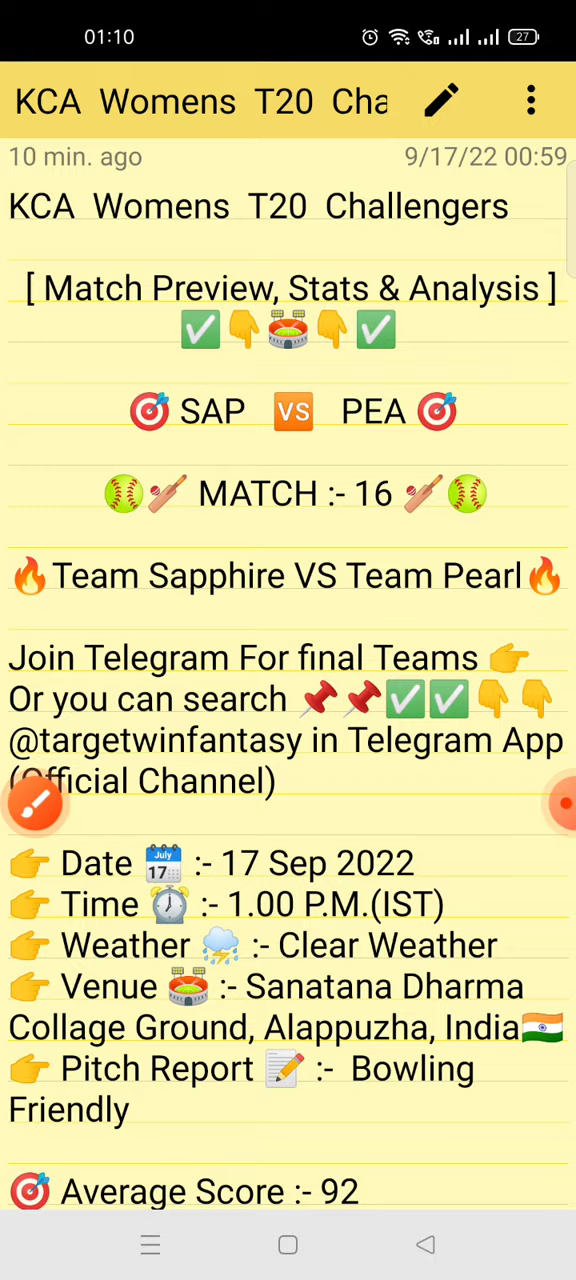 01:10
27
KCA Womens T20 Cha
10 min. ago 9/17/22 00:59
KCA Womens T20 Challengers
[ Match Preview, Stats & Analysis ]
✅👇🏟️👇✅
🎯 SAP 🆚 PEA 🎯
🥎🏏 MATCH :- 16 🏏🥎
🔥Team Sapphire VS Team Pearl🔥
Join Telegram For final Teams 👉
Or you can search 📌📌✅✅👇👇
@targetwinfantasy in Telegram App
(Official Channel)
👉 Date 📅 :- 17 Sep 2022
👉 Time ⏰ :- 1.00 P.M.(IST)
👉 Weather ⛈️ :- Clear Weather
👉 Venue 🏟️ :- Sanatana Dharma
Collage Ground, Alappuzha, India🇮🇳
👉 Pitch Report 📝 :- Bowling
Friendly
🎯 Average Score :- 92